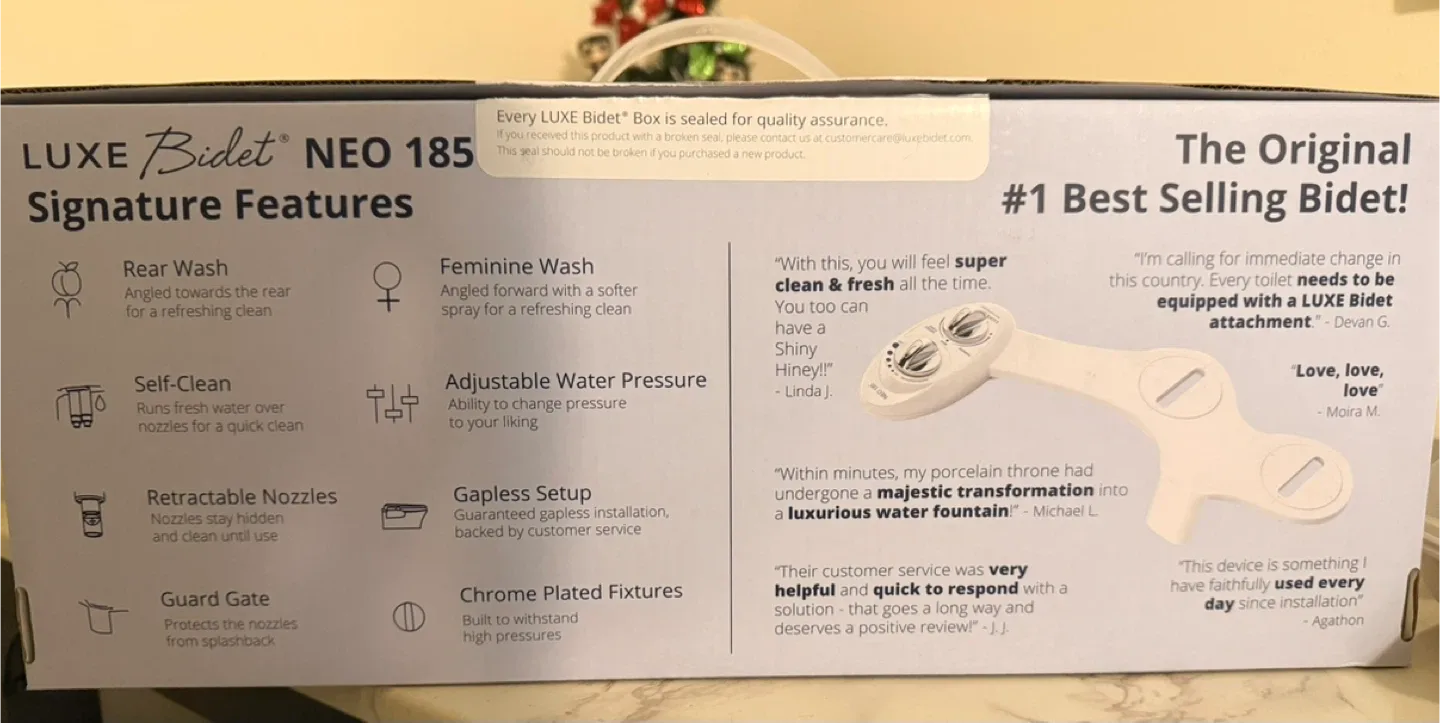 Every LUXE Bidet® Box is sealed for quality assurance.
If you received this product with a broken seal, please contact us at customercare@luxebidet.com.
This seal should not be broken if you purchased a new product.
LUXE Bidet® NEO 185
Signature Features
Rear Wash
Angled towards the rear
for a refreshing clean
Feminine Wash
Angled forward with a softer
spray for a refreshing clean
Self-Clean
Runs fresh water over
nozzles for a quick clean
Adjustable Water Pressure
Ability to change pressure
to your liking
Retractable Nozzles
Nozzles stay hidden
and clean until use
Gapless Setup
Guaranteed gapless installation,
backed by customer service
Guard Gate
Protects the nozzles
from splashback
Chrome Plated Fixtures
Built to withstand
high pressures
The Original
#1 Best Selling Bidet!
"With this, you will feel super
clean & fresh all the time.
You too can
have a
Shiny
Hiney!!"
- Linda J.
"I'm calling for immediate change in
this country. Every toilet needs to be
equipped with a LUXE Bidet
attachment." - Devan G.
"Love, love,
love"
- Moira M.
"Within minutes, my porcelain throne had
undergone a majestic transformation into
a luxurious water fountain!" - Michael L.
"Their customer service was very
helpful and quick to respond with a
solution - that goes a long way and
deserves a positive review!" - J. J.
"This device is something I
have faithfully used every
day since installation"
- Agathon